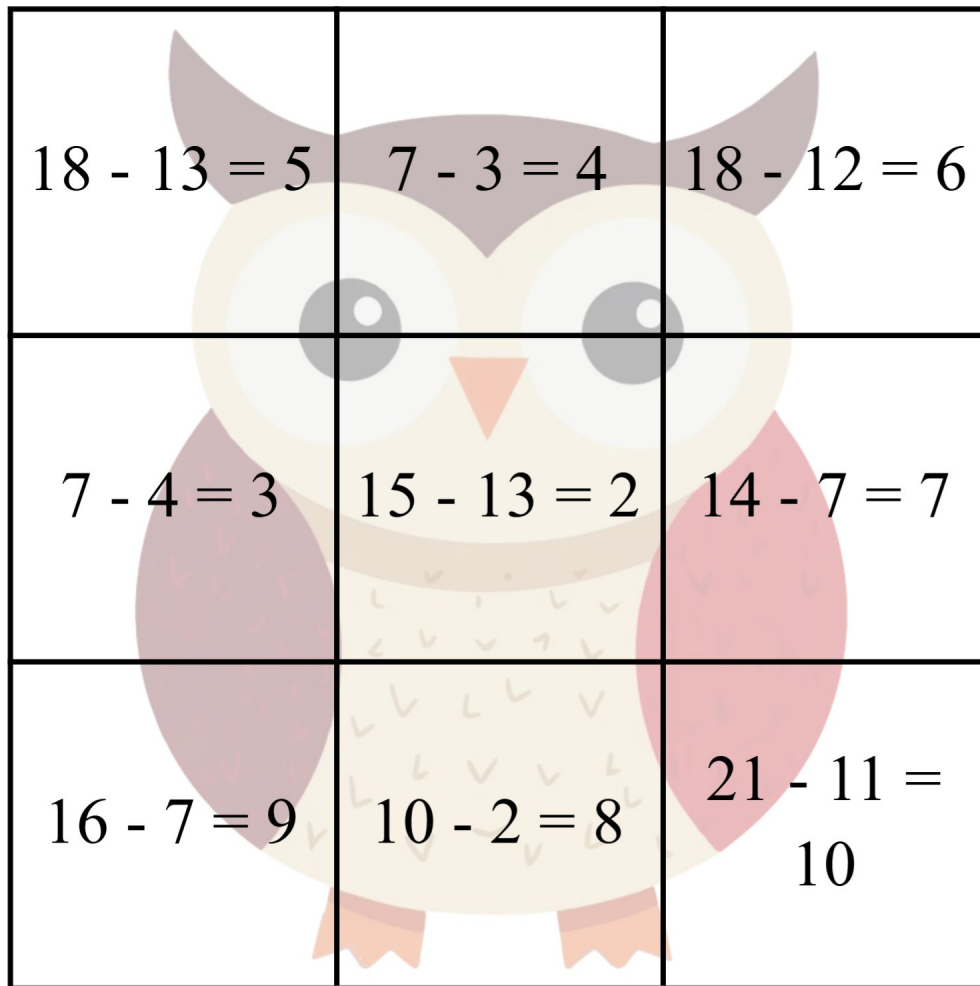 18 - 13 = 5
7 - 3 = 4
18 - 12 = 6
7 - 4 = 3
15 - 13 = 2
14 - 7 = 7
16 - 7 = 9
10 - 2 = 8
21 - 11 =
10